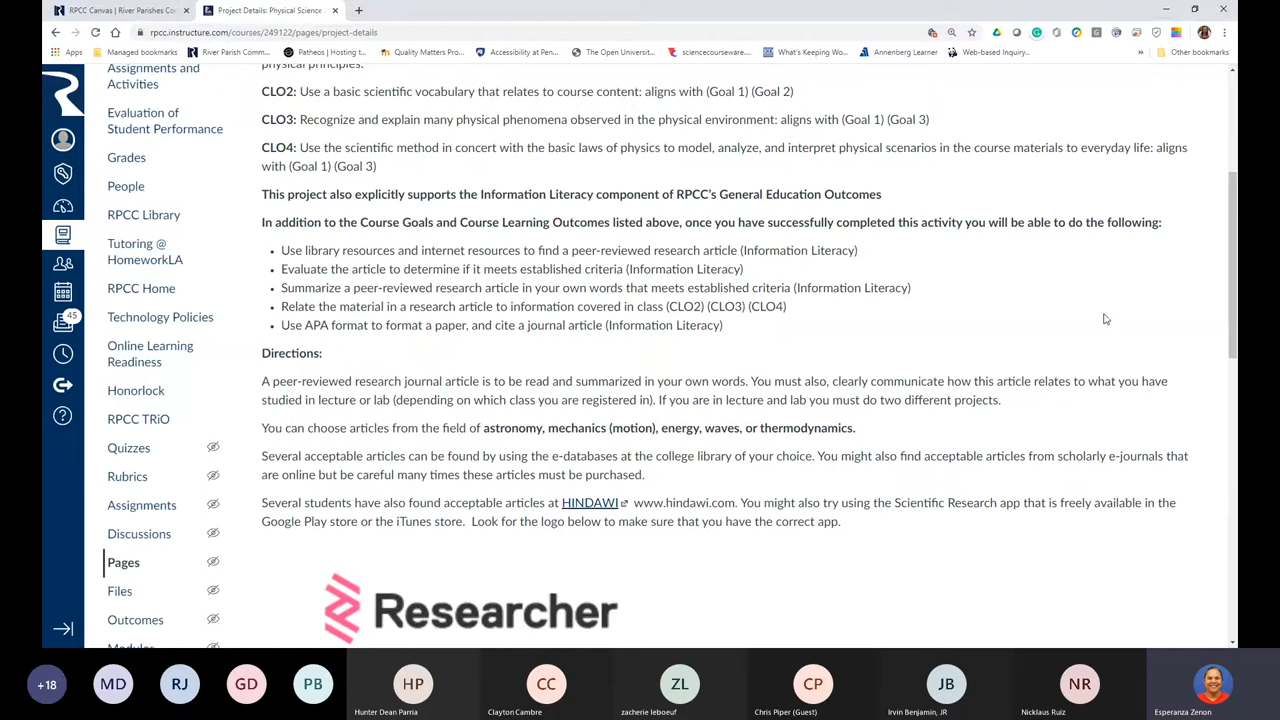 RPCC Canvas | River Parishes Co
Project Details: Physical Science
rpcc.instructure.com/courses/249122/pages/project-details
Apps
Managed bookmarks
River Parish Comm...
Patheos | Hosting t...
Quality Matters Pro...
Accessibility at Pen...
The Open Universit...
sciencecourseware...
What's Keeping Wo...
Annenberg Learner
Web-based Inquiry...
»
Other bookmarks
Assignments and
Activities
Evaluation of
Student Performance
Grades
People
RPCC Library
Tutoring @
HomeworkLA
RPCC Home
Technology Policies
Online Learning
Readiness
Honorlock
RPCC TRiO
Quizzes
Rubrics
Assignments
Discussions
Pages
Files
Outcomes
Modules
45
physical principles.
CLO2: Use a basic scientific vocabulary that relates to course content: aligns with (Goal 1) (Goal 2)
CLO3: Recognize and explain many physical phenomena observed in the physical environment: aligns with (Goal 1) (Goal 3)
CLO4: Use the scientific method in concert with the basic laws of physics to model, analyze, and interpret physical scenarios in the course materials to everyday life: aligns
with (Goal 1) (Goal 3)
This project also explicitly supports the Information Literacy component of RPCC's General Education Outcomes
In addition to the Course Goals and Course Learning Outcomes listed above, once you have successfully completed this activity you will be able to do the following:
• Use library resources and internet resources to find a peer-reviewed research article (Information Literacy)
• Evaluate the article to determine if it meets established criteria (Information Literacy)
• Summarize a peer-reviewed research article in your own words that meets established criteria (Information Literacy)
• Relate the material in a research article to information covered in class (CLO2) (CLO3) (CLO4)
• Use APA format to format a paper, and cite a journal article (Information Literacy)
Directions:
A peer-reviewed research journal article is to be read and summarized in your own words. You must also, clearly communicate how this article relates to what you have
studied in lecture or lab (depending on which class you are registered in). If you are in lecture and lab you must do two different projects.
You can choose articles from the field of astronomy, mechanics (motion), energy, waves, or thermodynamics.
Several acceptable articles can be found by using the e-databases at the college library of your choice. You might also find acceptable articles from scholarly e-journals that
are online but be careful many times these articles must be purchased.
Several students have also found acceptable articles at HINDAWI www.hindawi.com. You might also try using the Scientific Research app that is freely available in the
Google Play store or the iTunes store. Look for the logo below to make sure that you have the correct app.
Researcher
+18
MD
RJ
GD
PB
HP
CC
ZL
CP
JB
NR
Hunter Dean Parria
Clayton Cambre
zacherie leboeuf
Chris Piper (Guest)
Irvin Benjamin, JR
Nicklaus Ruiz
Esperanza Zenon